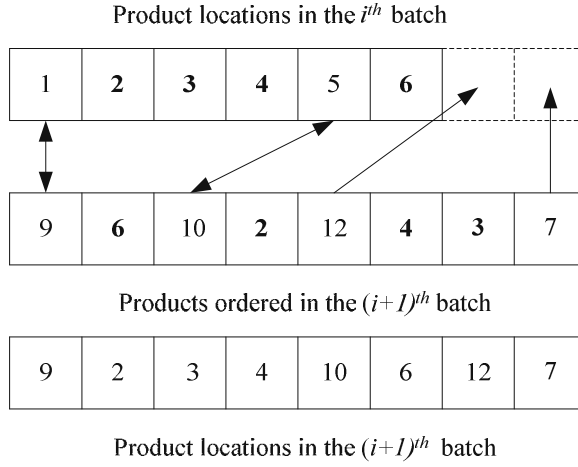 Product locations in the i^th batch
1 2 3 4 5 6
9 6 10 2 12 4 3 7
Products ordered in the (i+1)^th batch
9 2 3 4 10 6 12 7
Product locations in the (i+1)^th batch